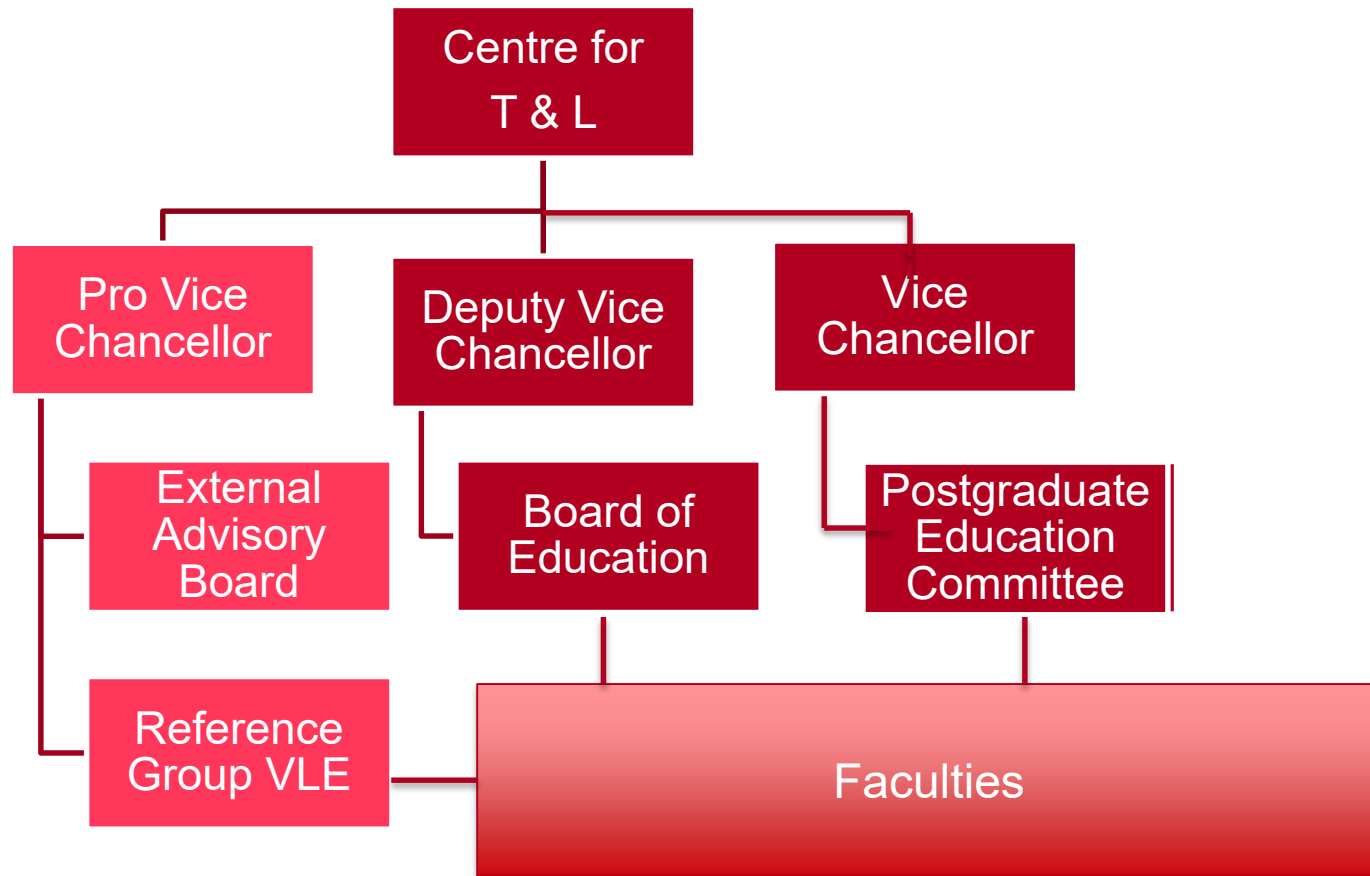 Centre for
T & L
Pro Vice
Chancellor
Deputy Vice
Chancellor
Vice
Chancellor
External
Advisory
Board
Board of
Education
Postgraduate
Education
Committee
Reference
Group VLE
Faculties